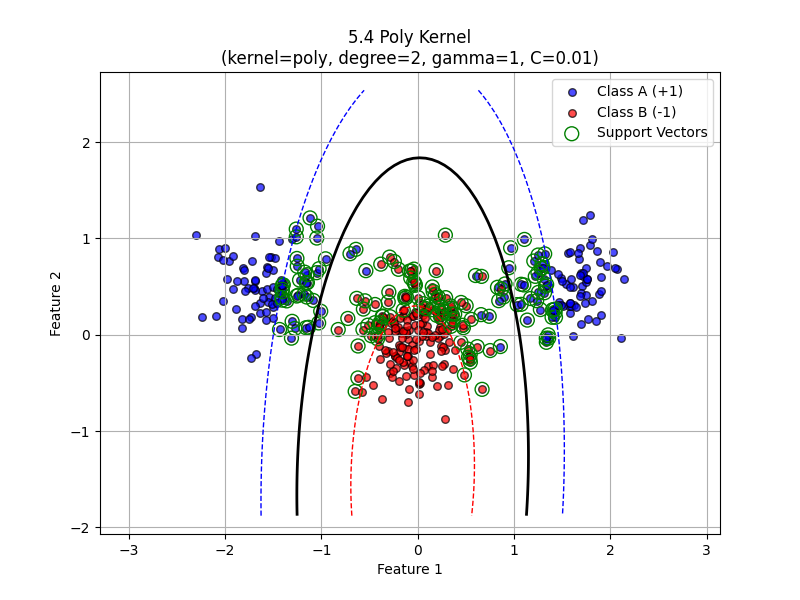 5.4 Poly Kernel
(kernel=poly, degree=2, gamma=1, C=0.01)
Class A (+1)
Class B (-1)
Support Vectors
Feature 2
2
1
0
−1
−2
−3
−2
−1
0
1
2
3
Feature 1